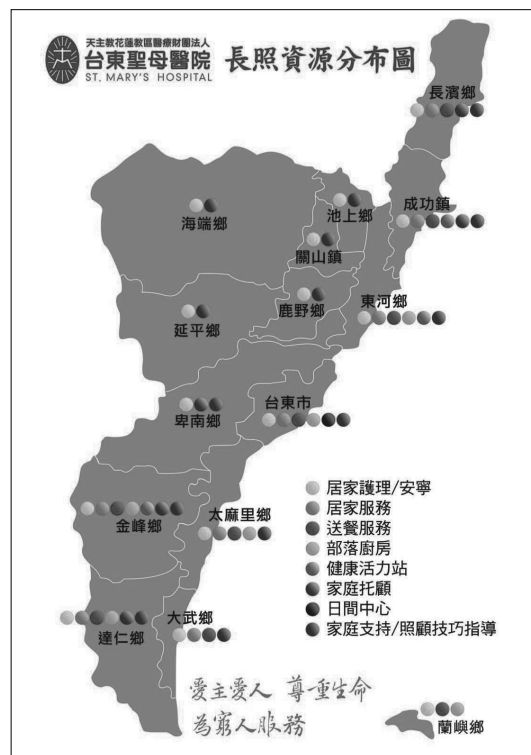 天主教花蓮教區醫療財團法人
台東聖母醫院
ST. MARY'S HOSPITAL
長照資源分布圖
長濱鄉
成功鎮
池上鄉
海端鄉
關山鎮
東河鄉
鹿野鄉
延平鄉
台東市
卑南鄉
居家護理/安寧
居家服務
送餐服務
部落廚房
健康活力站
家庭托顧
日間中心
家庭支持/照顧技巧指導
太麻里鄉
金峰鄉
大武鄉
達仁鄉
愛主愛人 尊重生命
為窮人服務
蘭嶼鄉